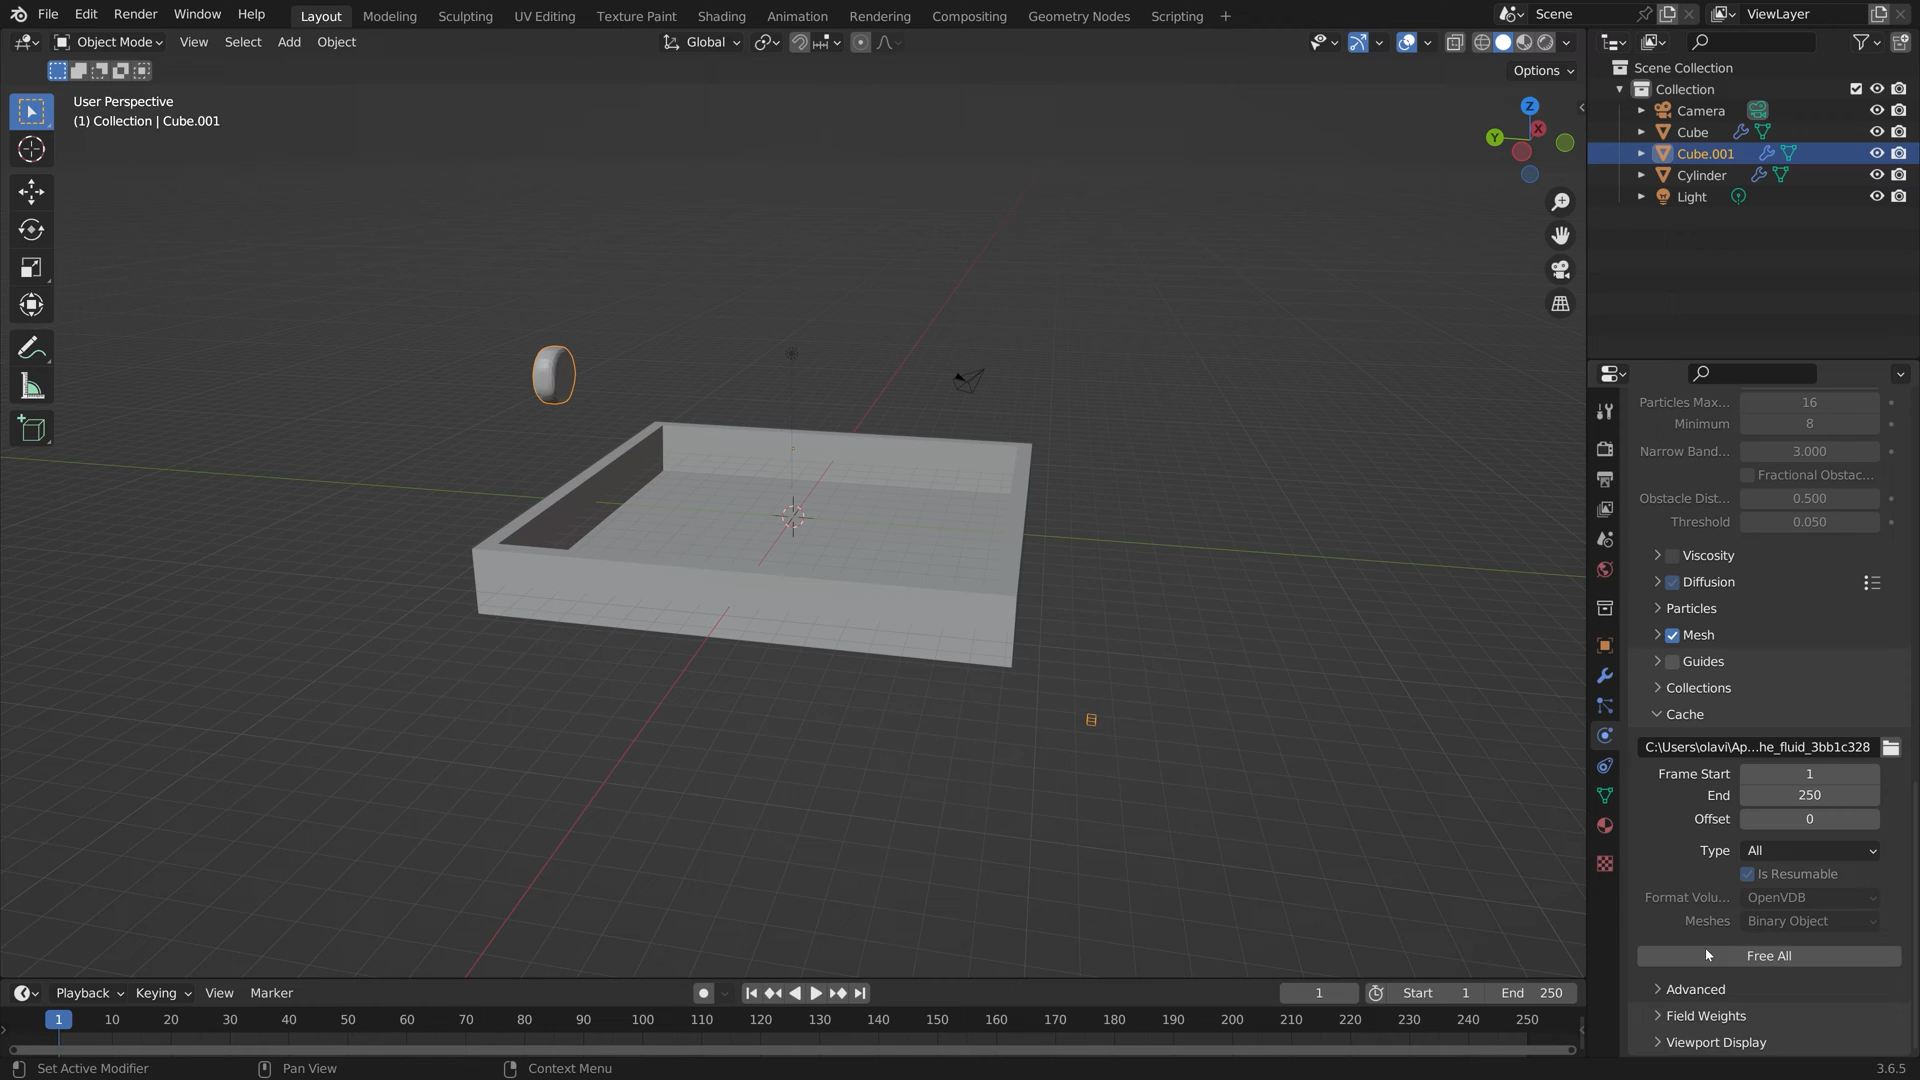 File Edit Render Window Help Layout Modeling Sculpting UV Editing Texture Paint Shading Animation Rendering Compositing Geometry Nodes Scripting + Scene ViewLayer
Object Mode View Select Add Object Global
Options
User Perspective
(1) Collection | Cube.001
Z
Y
X
Scene Collection
Collection
Camera
Cube
Cube.001
Cylinder
Light
Particles Max... 16
Minimum 8
Narrow Band... 3.000
Fractional Obstac...
Obstacle Dist... 0.500
Threshold 0.050
Viscosity
Diffusion
Particles
Mesh
Guides
Collections
Cache
C:\Users\olavi\Ap...he_fluid_3bb1c328
Frame Start 1
End 250
Offset 0
Type All
Is Resumable
Format Volu... OpenVDB
Meshes Binary Object
Free All
Advanced
Field Weights
Viewport Display
Playback Keying View Marker 1 Start 1 End 250
1 10 20 30 40 50 60 70 80 90 100 110 120 130 140 150 160 170 180 190 200 210 220 230 240 250
Set Active Modifier Pan View Context Menu 3.6.5